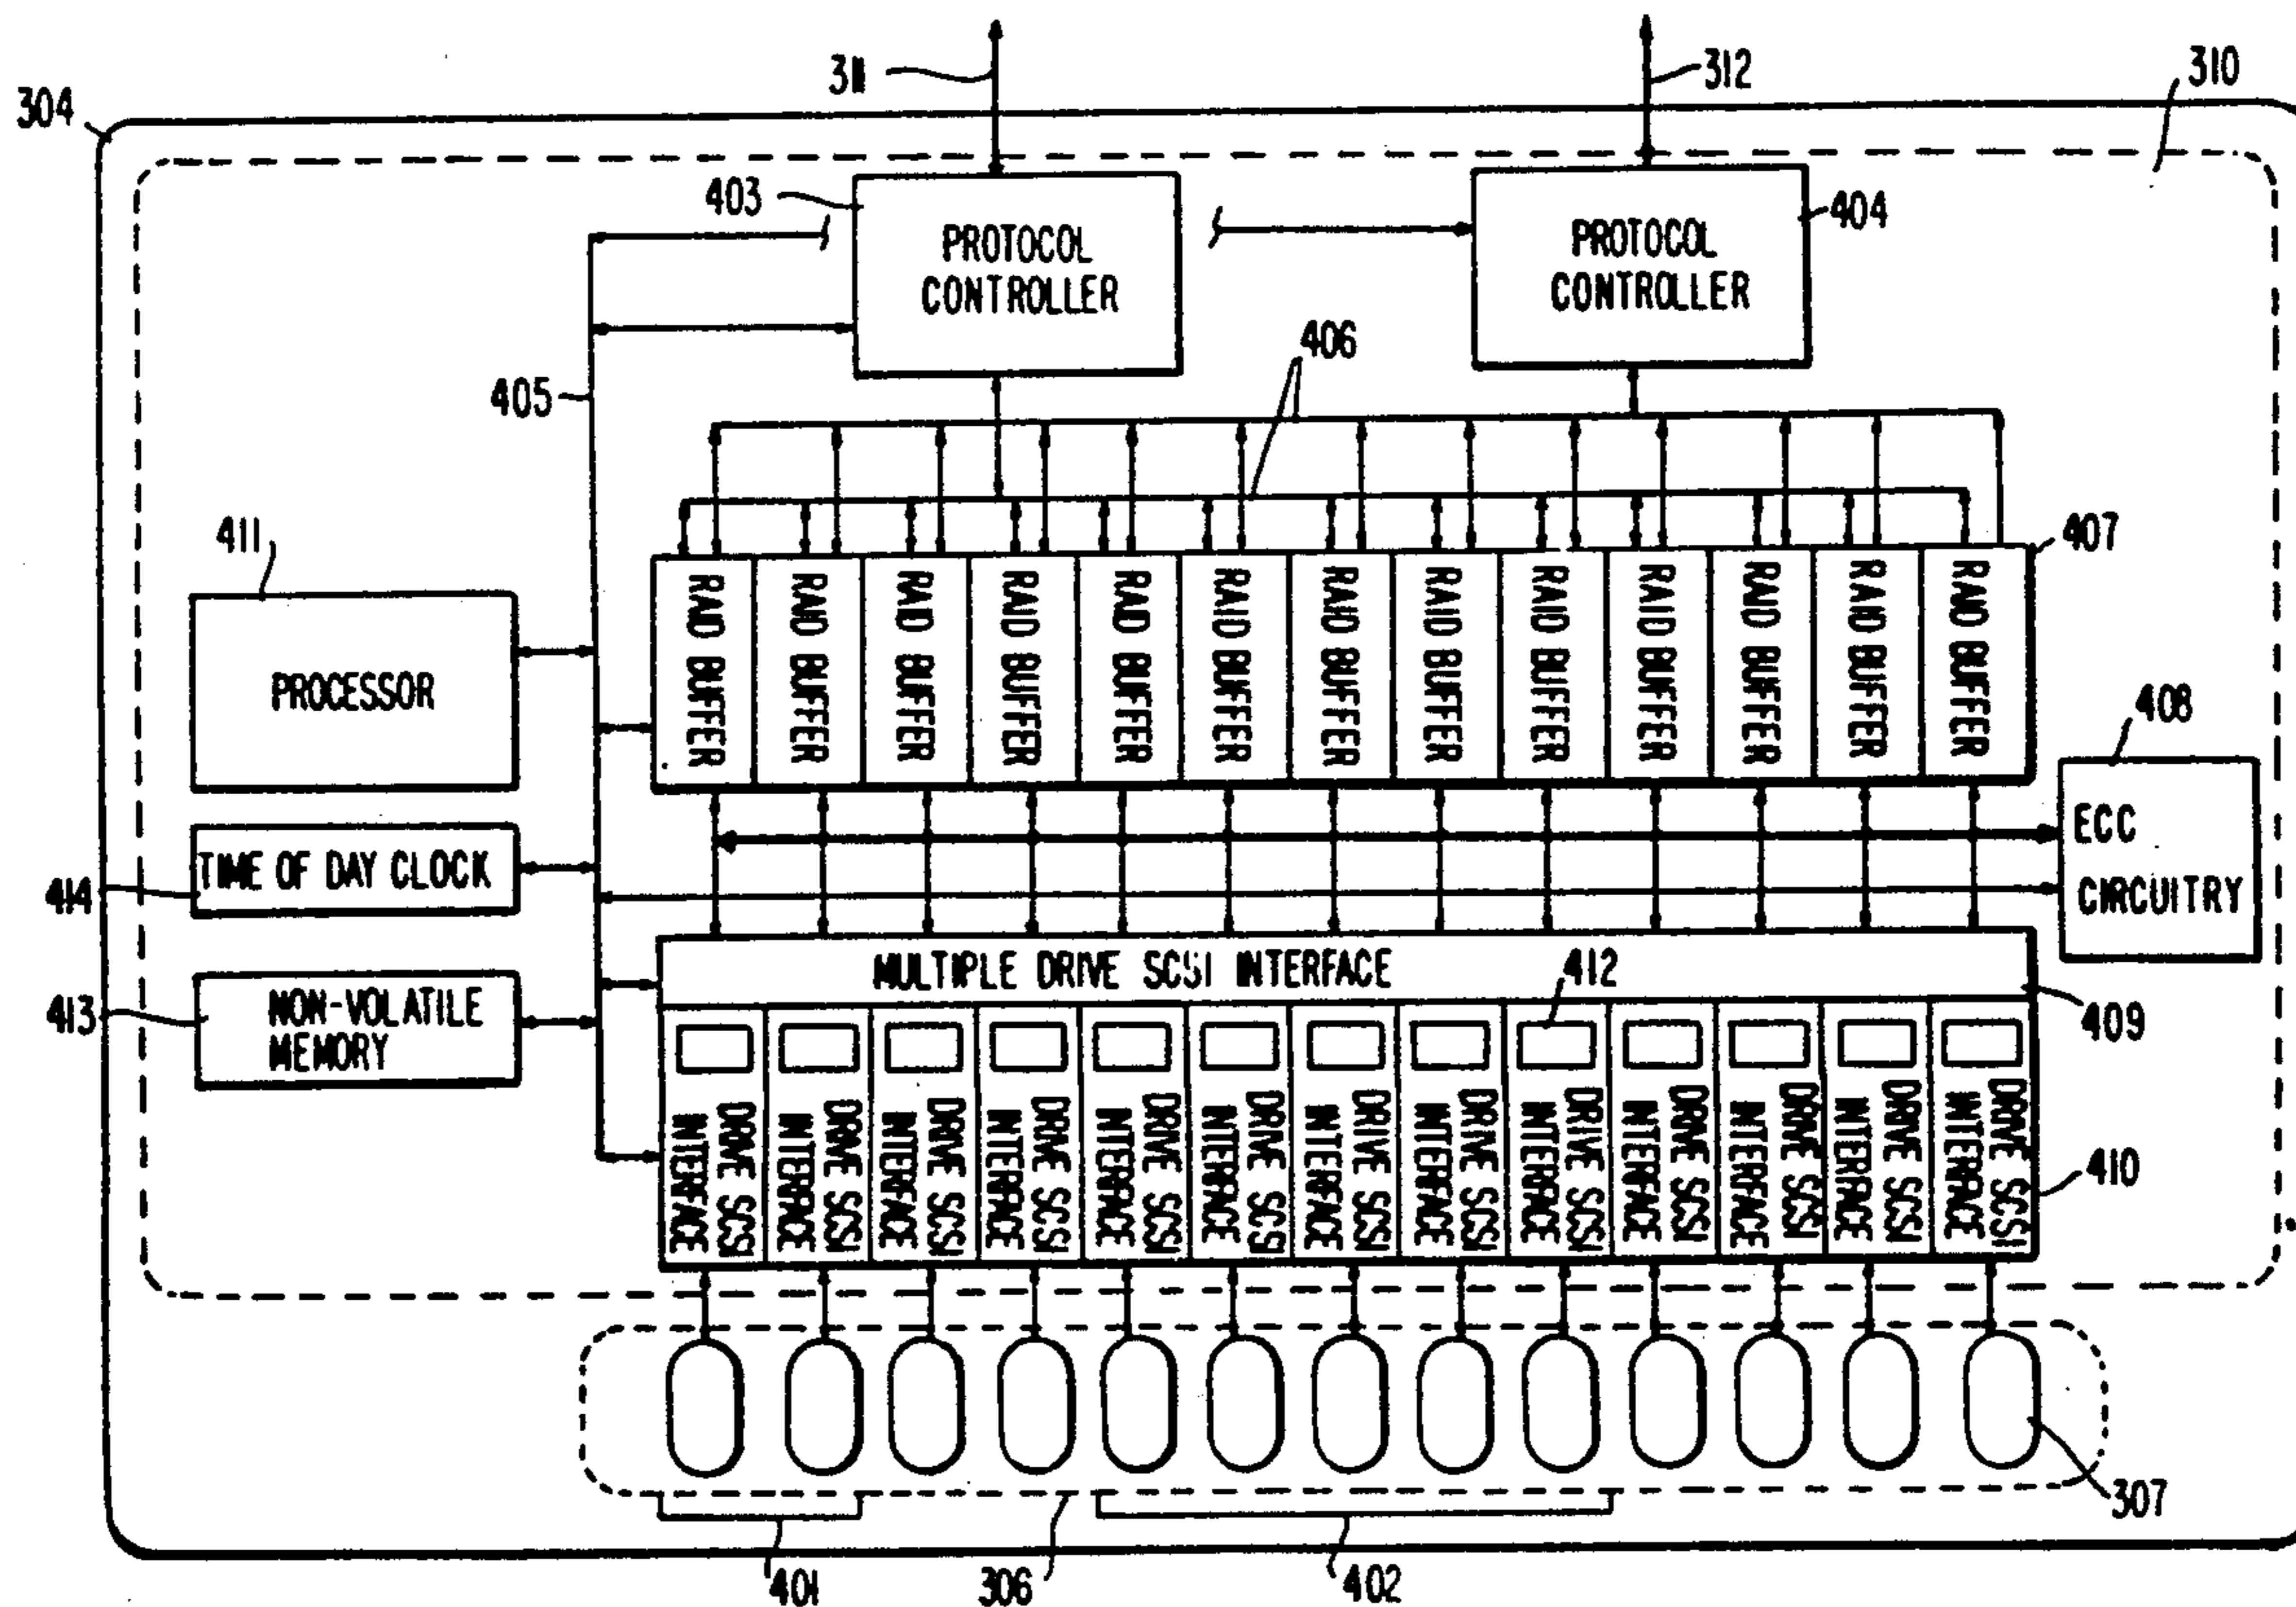 311
312
310
304
403
PROTOCOL
CONTROLLER
PROTOCOL
CONTROLLER
404
406
405
411
407
PROCESSOR
RAID BUFFER
RAID BUFFER
RAID BUFFER
RAID BUFFER
RAID BUFFER
RAID BUFFER
RAID BUFFER
RAID BUFFER
RAID BUFFER
RAID BUFFER
RAID BUFFER
RAID BUFFER
RAID BUFFER
408
ECC
CIRCUITRY
TIME OF DAY CLOCK
414
MULTIPLE DRIVE SCSI INTERFACE
412
409
413
NON-VOLATILE
MEMORY
DRIVE SCSI
INTERFACE
DRIVE SCSI
INTERFACE
DRIVE SCSI
INTERFACE
DRIVE SCSI
INTERFACE
DRIVE SCSI
INTERFACE
DRIVE SCSI
INTERFACE
DRIVE SCSI
INTERFACE
DRIVE SCSI
INTERFACE
DRIVE SCSI
INTERFACE
DRIVE SCSI
INTERFACE
DRIVE SCSI
INTERFACE
DRIVE SCSI
INTERFACE
DRIVE SCSI
INTERFACE
410
307
401
306
402